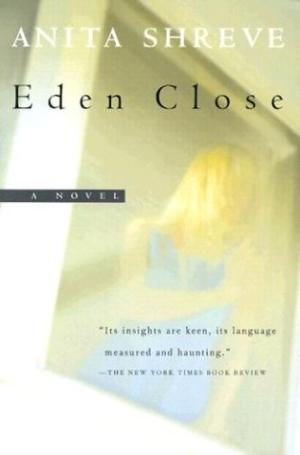 ANITA SHREVE
Eden Close
A NOVEL
"Its insights are keen, its language
measured and haunting."
—THE NEW YORK TIMES BOOK REVIEW